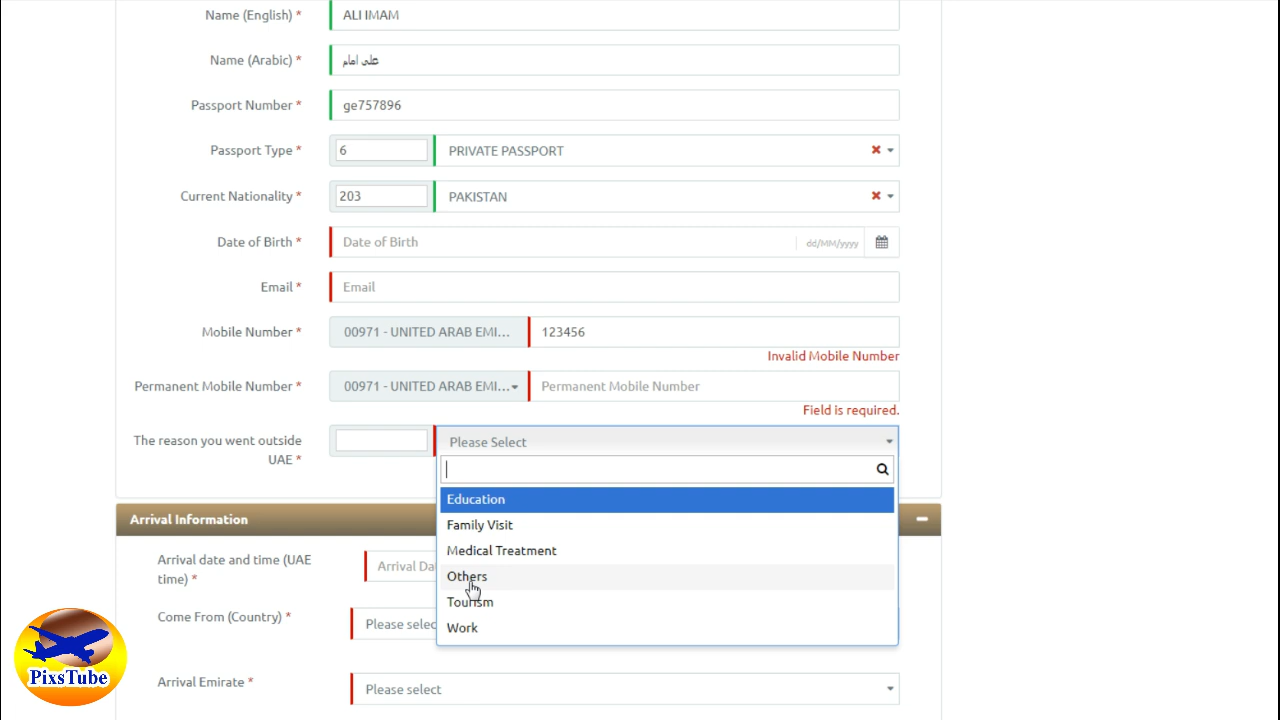 Name (English) *
ALI IMAM
Name (Arabic) *
علی امام
Passport Number *
ge757896
Passport Type *
6
PRIVATE PASSPORT
Current Nationality *
203
PAKISTAN
Date of Birth *
Date of Birth
dd/MM/yyyy
Email *
Email
Mobile Number *
00971 - UNITED ARAB EMI...
123456
Invalid Mobile Number
Permanent Mobile Number *
00971 - UNITED ARAB EMI...
Permanent Mobile Number
Field is required.
The reason you went outside
UAE *
Please Select
Education
Family Visit
Medical Treatment
Others
Tourism
Work
Arrival Information
Arrival date and time (UAE
time) *
Arrival Da
Come From (Country) *
Please selec
Arrival Emirate *
Please select
PixsTube